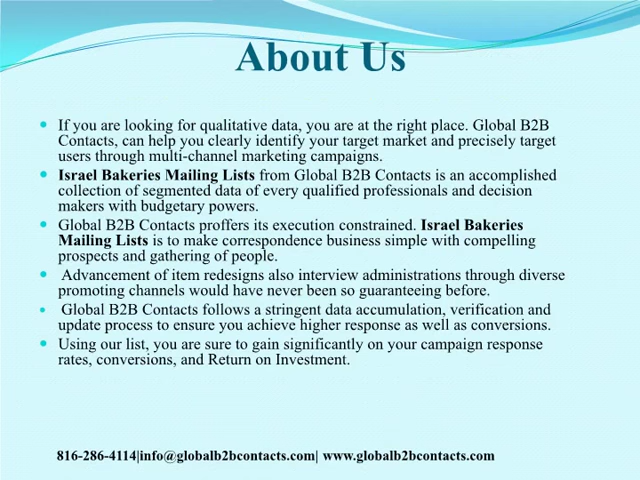 About Us
• If you are looking for qualitative data, you are at the right place. Global B2B
Contacts, can help you clearly identify your target market and precisely target
users through multi-channel marketing campaigns.
• Israel Bakeries Mailing Lists from Global B2B Contacts is an accomplished
collection of segmented data of every qualified professionals and decision
makers with budgetary powers.
• Global B2B Contacts proffers its execution constrained. Israel Bakeries
Mailing Lists is to make correspondence business simple with compelling
prospects and gathering of people.
• Advancement of item redesigns also interview administrations through diverse
promoting channels would have never been so guaranteeing before.
• Global B2B Contacts follows a stringent data accumulation, verification and
update process to ensure you achieve higher response as well as conversions.
• Using our list, you are sure to gain significantly on your campaign response
rates, conversions, and Return on Investment.
816-286-4114|info@globalb2bcontacts.com| www.globalb2bcontacts.com